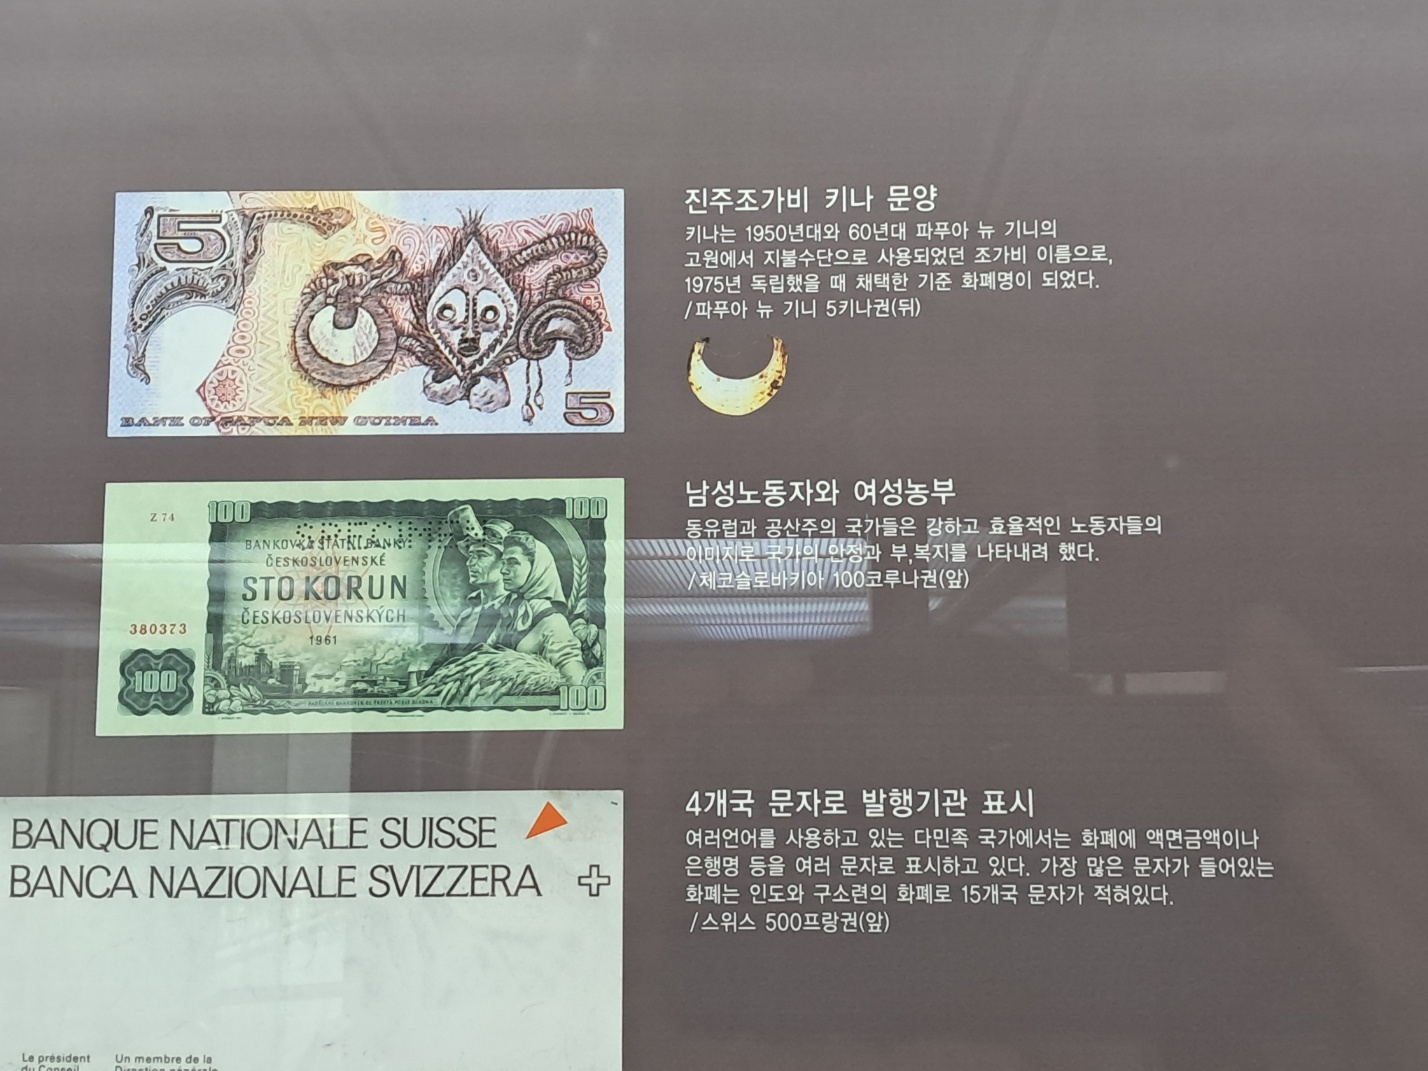 5
BANK OF PAPUA NEW GUINEA
5
진주조가비 키나 문양
키나는 1950년대와 60년대 파푸아 뉴 기니의
고원에서 지불수단으로 사용되었던 조가비 이름으로,
1975년 독립했을 때 채택한 기준 화폐명이 되었다.
/파푸아 뉴 기니 5키나권(뒤)
Z 74
100
100
BANKOVKA STÁTNÍ BANKY
ČESKOSLOVENSKÉ
STO KORUN
ČESKOSLOVENSKÝCH
1961
380373
100
100
남성노동자와 여성농부
동유럽과 공산주의 국가들은 강하고 효율적인 노동자들의
이미지로 국가의 안정과 부,복지를 나타내려 했다.
/체코슬로바키아 100코루나권(앞)
BANQUE NATIONALE SUISSE
BANCA NAZIONALE SVIZZERA
Le président
du Conseil
Un membre de la
Direction générale
4개국 문자로 발행기관 표시
여러언어를 사용하고 있는 다민족 국가에서는 화폐에 액면금액이나
은행명 등을 여러 문자로 표시하고 있다. 가장 많은 문자가 들어있는
화폐는 인도와 구소련의 화폐로 15개국 문자가 적혀있다.
/스위스 500프랑권(앞)